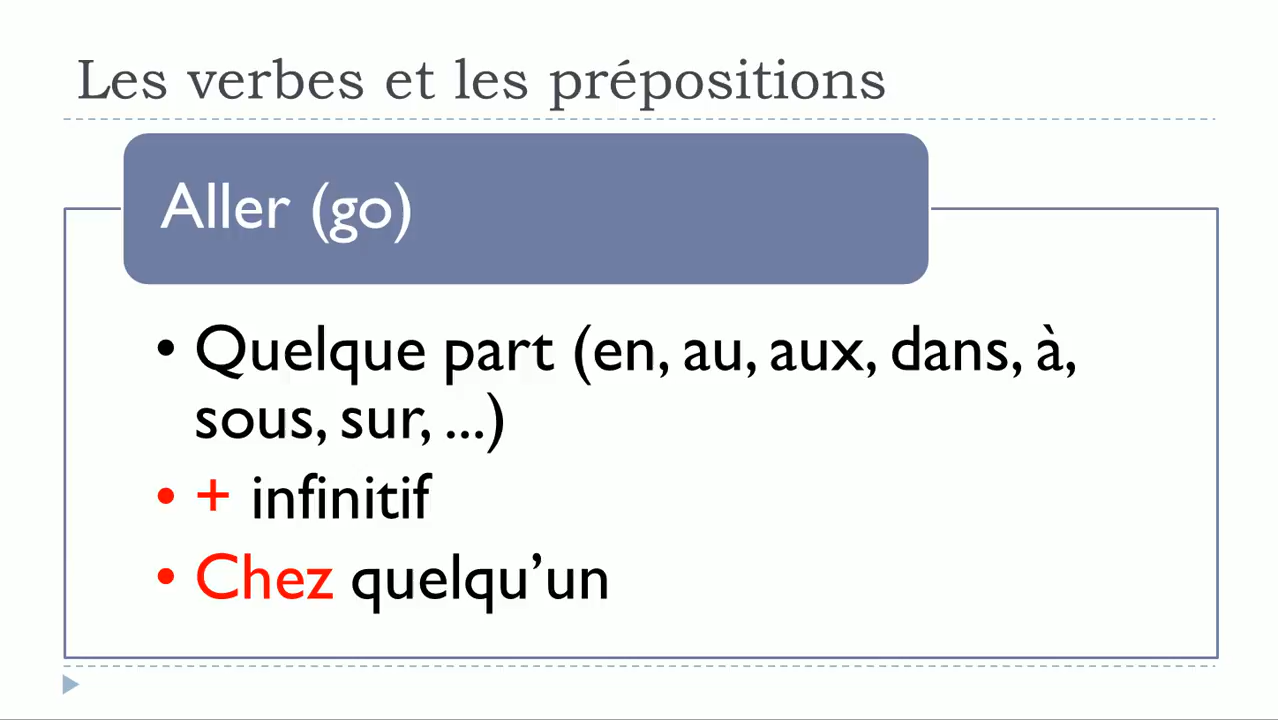 Les verbes et les prépositions
Aller (go)
• Quelque part (en, au, aux, dans, à,
sous, sur, ...)
• + infinitif
• Chez quelqu’un